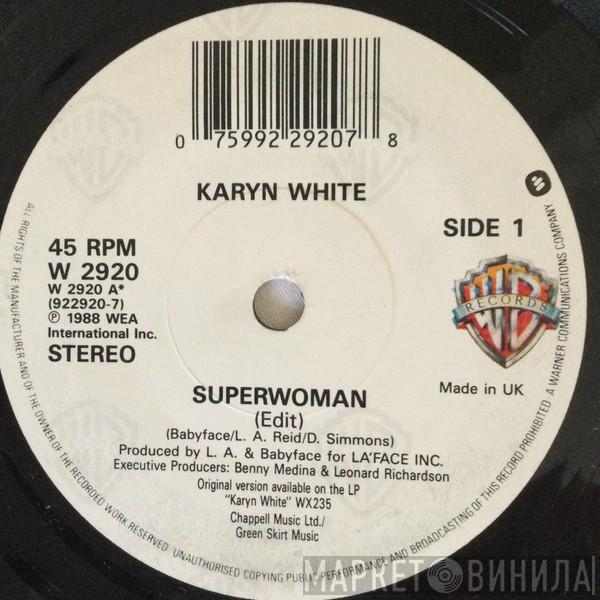 0 75992 29207 8
KARYN WHITE
SIDE 1
45 RPM
W 2920
W 2920 A*
(922920-7)
℗ 1988 WEA
International Inc.
STEREO
WB
RECORDS
Made in UK
SUPERWOMAN
(Edit)
(Babyface/L. A. Reid/D. Simmons)
Produced by L. A. & Babyface for LA'FACE INC.
Executive Producers: Benny Medina & Leonard Richardson
Original version available on the LP
"Karyn White" WX235
Chappell Music Ltd./
Green Skirt Music
ALL RIGHTS OF THE MANUFACTURER AND OF THE OWNER OF THE RECORDED WORK RESERVED. UNAUTHORISED COPYING PUBLIC PERFORMANCE AND BROADCASTING OF THIS RECORD PROHIBITED A WARNER COMMUNICATIONS COMPANY
МАРКЕТ ВИНИЛА